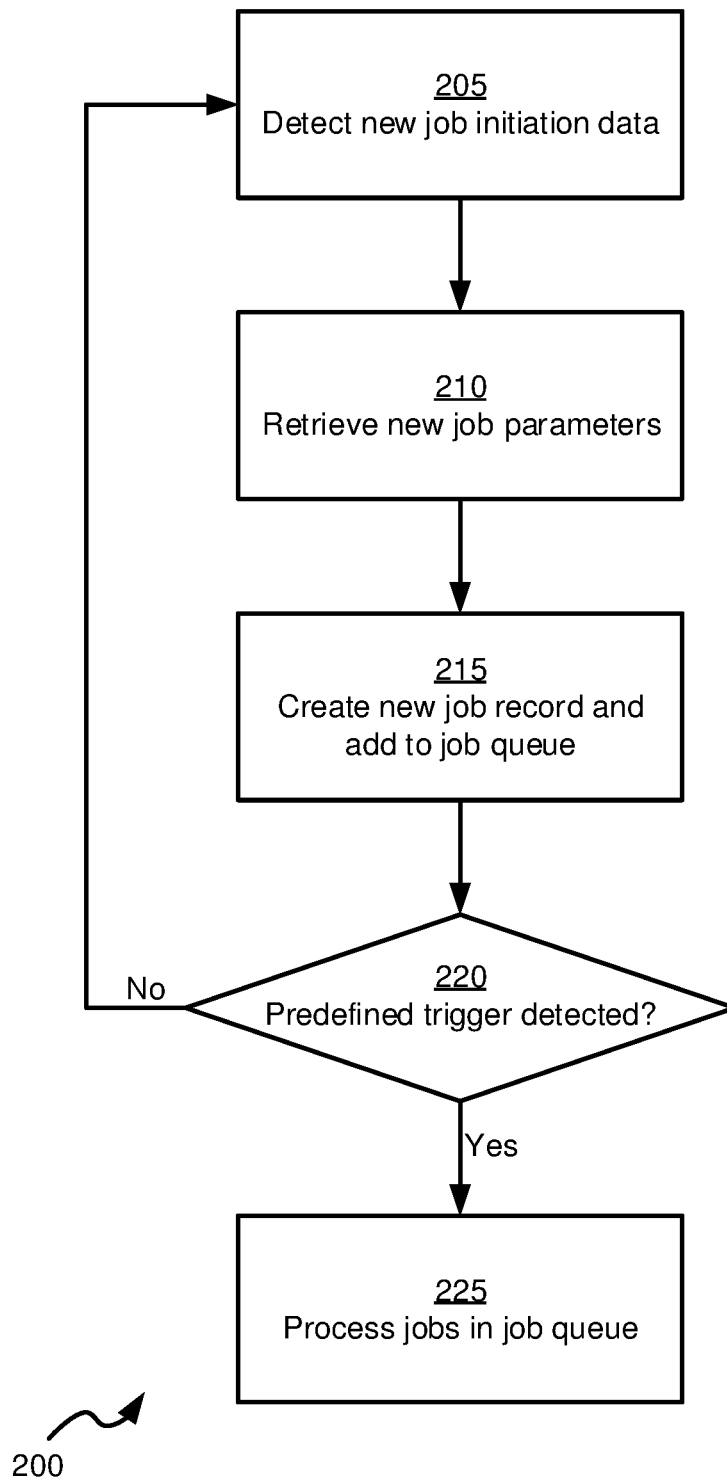 205
Detect new job initiation data
210
Retrieve new job parameters
215
Create new job record and
add to job queue
220
Predefined trigger detected?
No
Yes
225
Process jobs in job queue
200